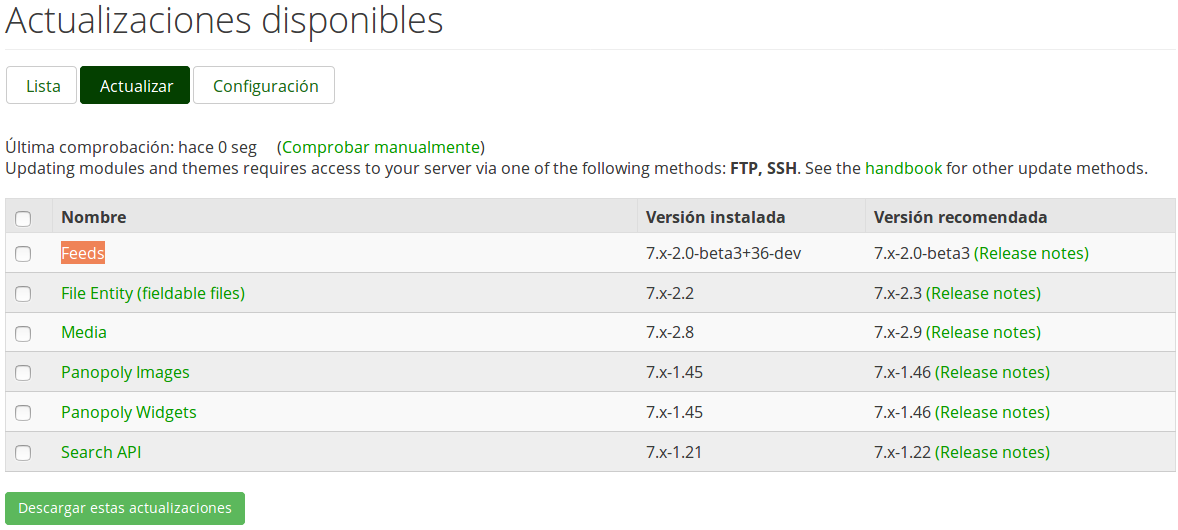 Actualizaciones disponibles
Lista Actualizar Configuración
Última comprobación: hace 0 seg (Comprobar manualmente)
Updating modules and themes requires access to your server via one of the following methods: FTP, SSH. See the handbook for other update methods.
Nombre Versión instalada Versión recomendada
Feeds 7.x-2.0-beta3+36-dev 7.x-2.0-beta3 (Release notes)
File Entity (fieldable files) 7.x-2.2 7.x-2.3 (Release notes)
Media 7.x-2.8 7.x-2.9 (Release notes)
Panopoly Images 7.x-1.45 7.x-1.46 (Release notes)
Panopoly Widgets 7.x-1.45 7.x-1.46 (Release notes)
Search API 7.x-1.21 7.x-1.22 (Release notes)
Descargar estas actualizaciones